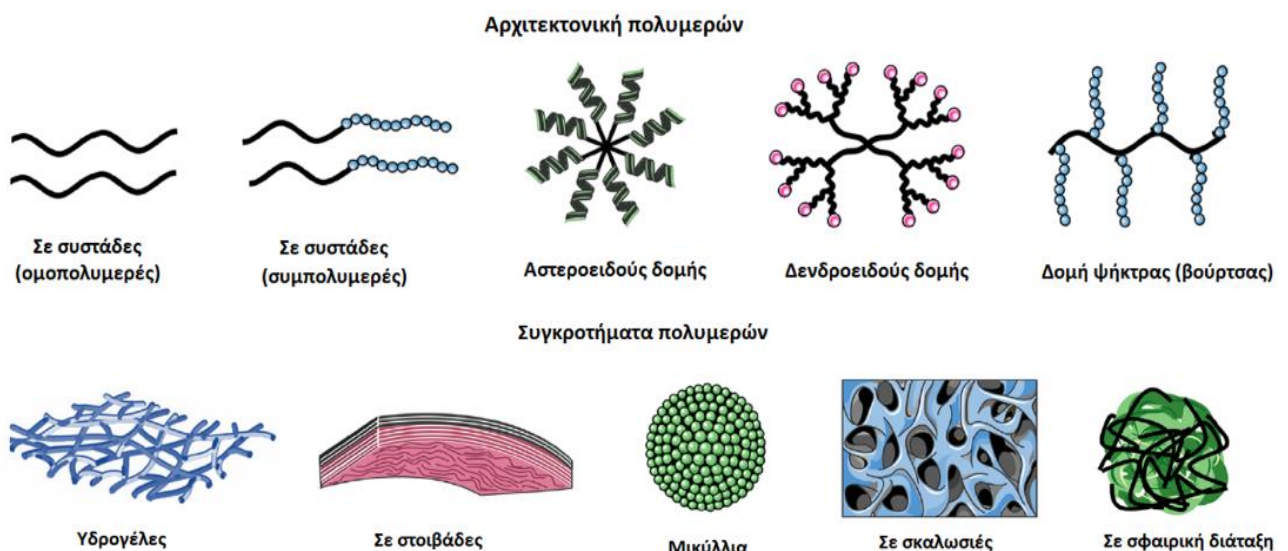 Αρχιτεκτονική πολυμερών
Σε συστάδες
(ομοπολυμερές)
Σε συστάδες
(συμπολυμερές)
Αστεροειδούς δομής
Δενδροειδούς δομής
Δομή ψήκτρας (βούρτσας)
Συγκροτήματα πολυμερών
Υδρογέλες
Σε στοιβάδες
Μικύλλια
Σε σκαλωσιές
Σε σφαιρική διάταξη